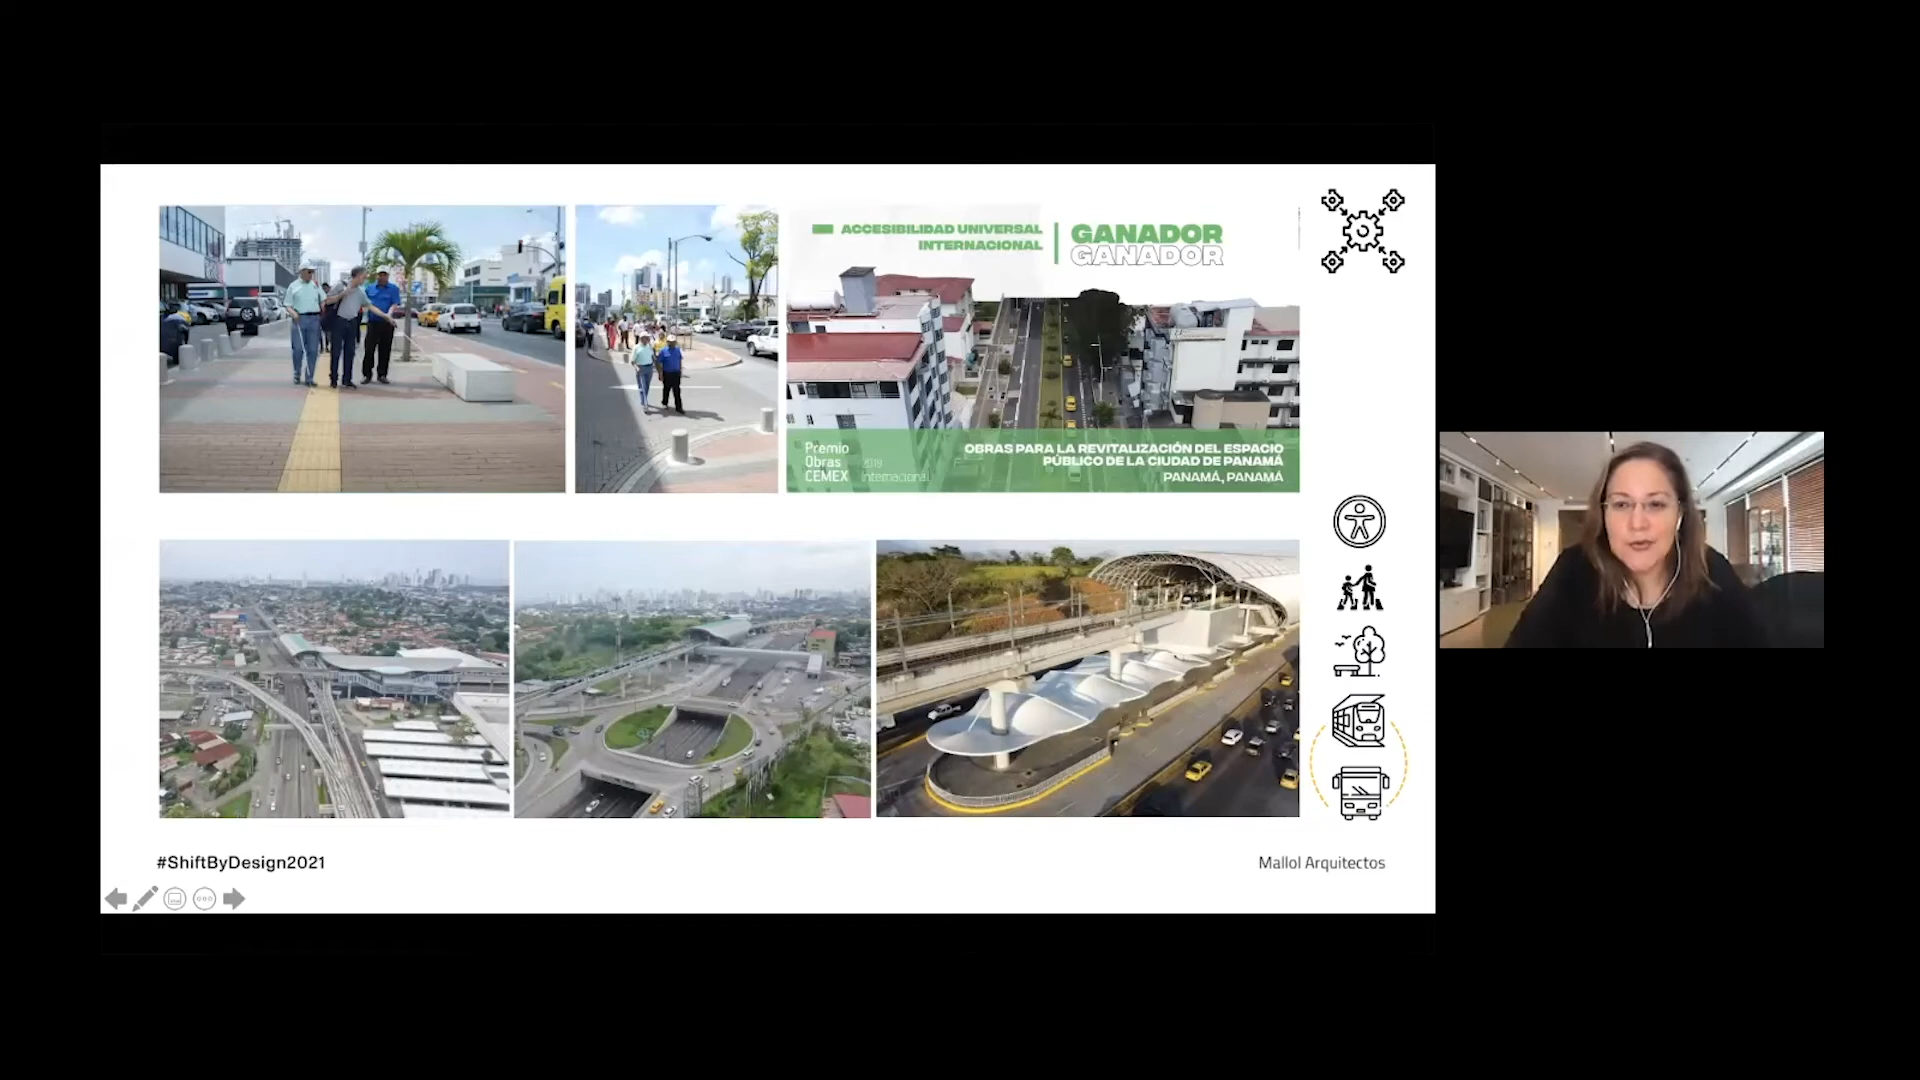 ACCESIBILIDAD UNIVERSAL
INTERNACIONAL
GANADOR
GANADOR
Premio
Obras
CEMEX
2019
Internacional
OBRAS PARA LA REVITALIZACIÓN DEL ESPACIO
PÚBLICO DE LA CIUDAD DE PANAMÁ
PANAMÁ, PANAMÁ
#ShiftByDesign2021
Mallol Arquitectos